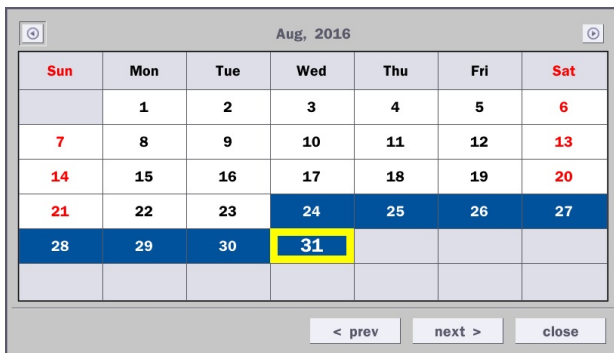 Aug, 2016
Sun Mon Tue Wed Thu Fri Sat
1 2 3 4 5 6
7 8 9 10 11 12 13
14 15 16 17 18 19 20
21 22 23 24 25 26 27
28 29 30 31
< prev next > close